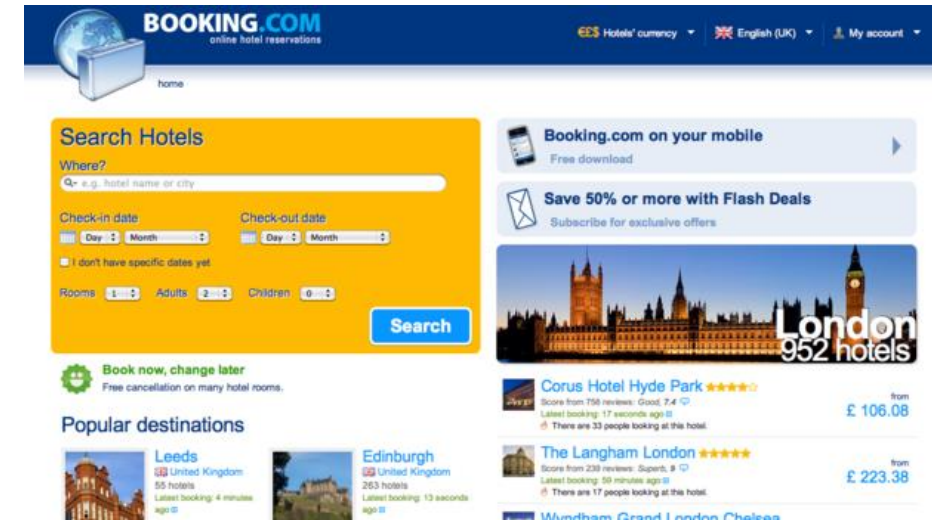 BOOKING.COM
online hotel reservations
€£$ Hotels' currency
English (UK)
My account
home
Search Hotels
Where?
e.g. hotel name or city
Check-in date
Check-out date
Day
Month
Day
Month
I don't have specific dates yet
Rooms 1 Adults 2 Children 0
Search
Book now, change later
Free cancellation on many hotel rooms.
Popular destinations
Leeds
United Kingdom
55 hotels
Latest booking: 4 minutes
ago
Edinburgh
United Kingdom
263 hotels
Latest booking: 13 seconds
ago
Booking.com on your mobile
Free download
Save 50% or more with Flash Deals
Subscribe for exclusive offers
London
952 hotels
Corus Hotel Hyde Park
Score from 756 reviews: Good, 7.4
Latest booking: 17 seconds ago
There are 33 people looking at this hotel.
from
£ 106.08
The Langham London
Score from 239 reviews: Superb, 9
Latest booking: 59 minutes ago
There are 17 people looking at this hotel.
from
£ 223.38
Wyndham Grand London Chelsea